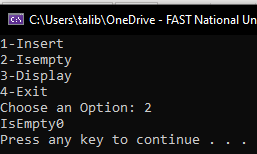 C:\Users\talib\OneDrive - FAST National Un
1-Insert
2-Isempty
3-Display
4-Exit
Choose an Option: 2
IsEmpty0
Press any key to continue . . .